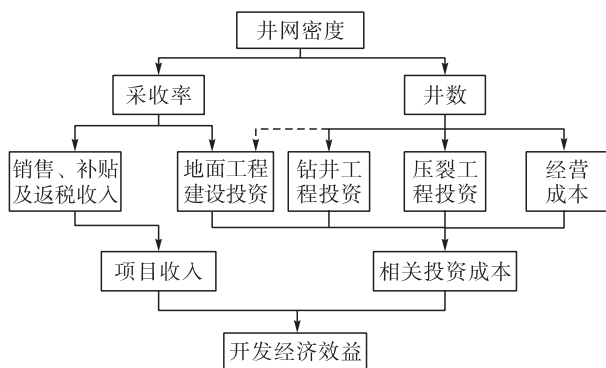 井网密度
采收率
井数
销售、补贴
及返税收入
地面工程
建设投资
钻井工
程投资
压裂工
程投资
经营
成本
项目收入
相关投资成本
开发经济效益